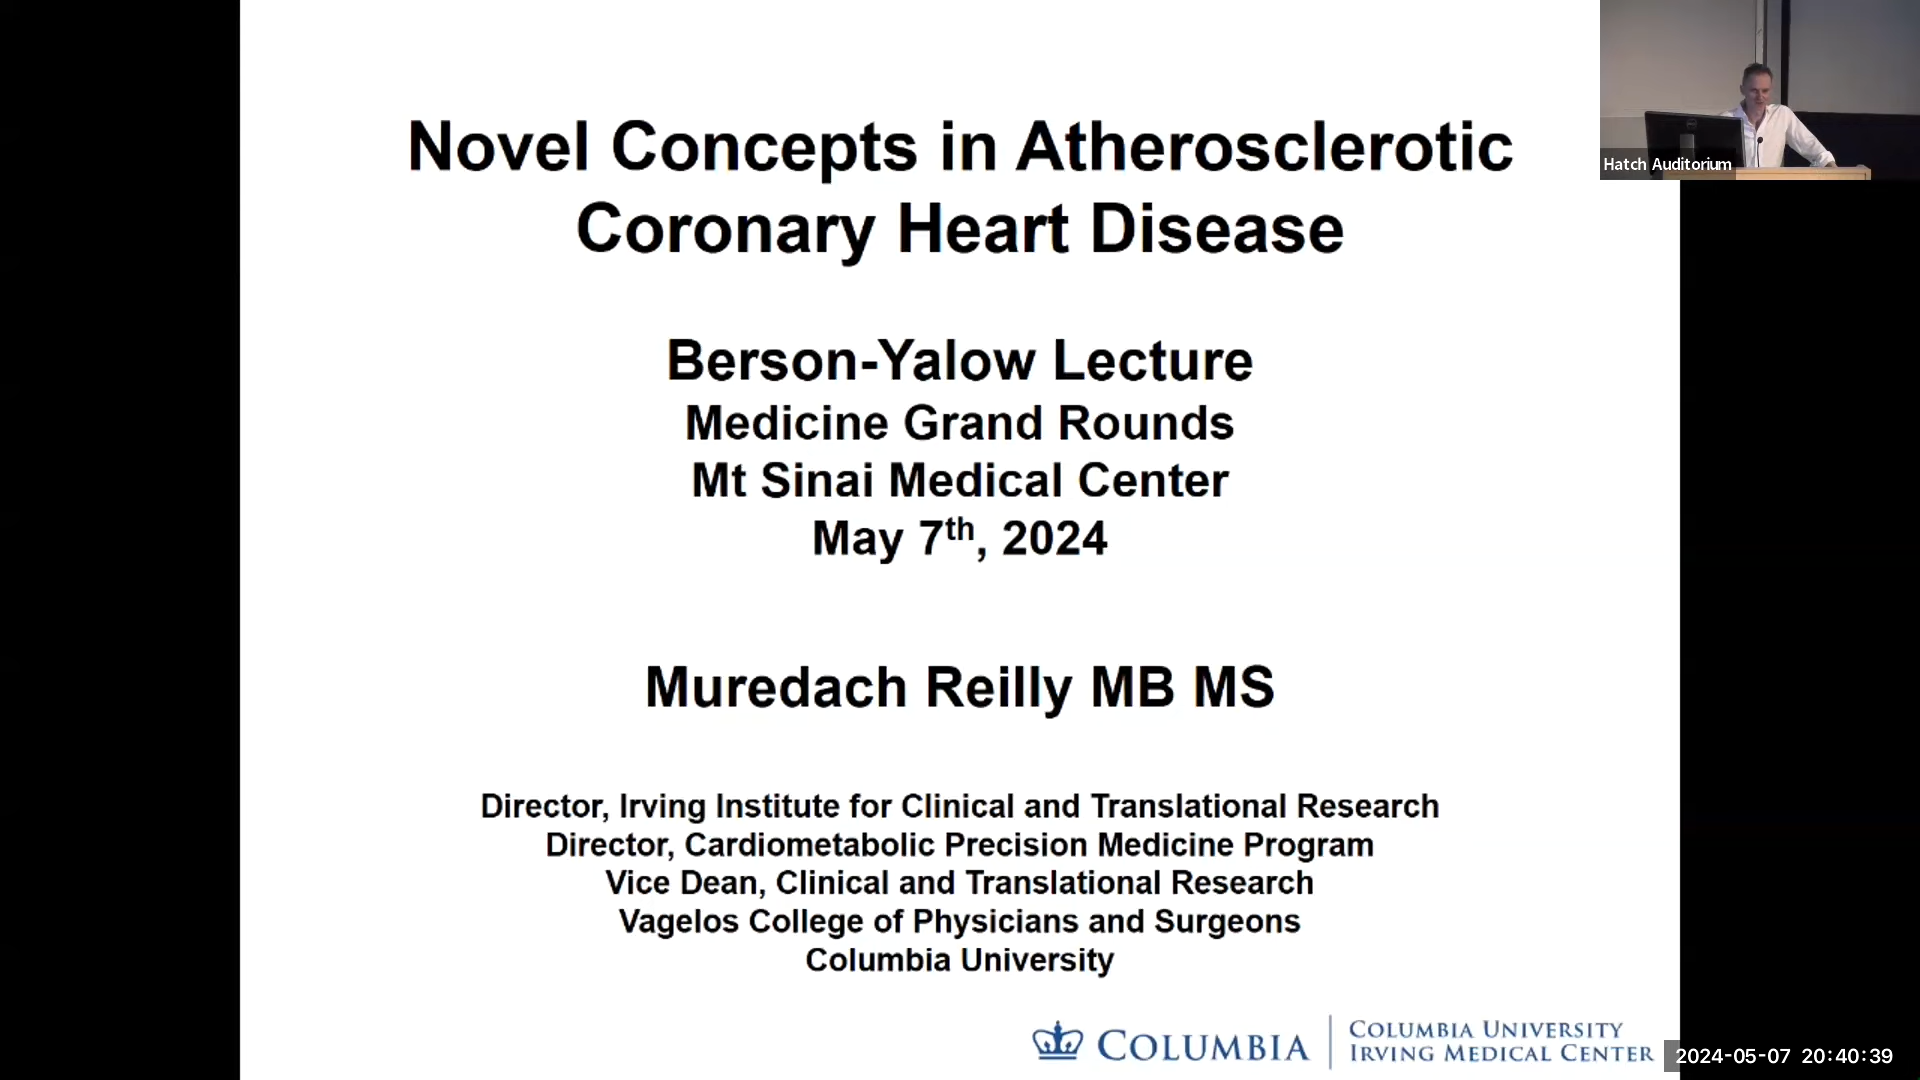 Novel Concepts in Atherosclerotic
Coronary Heart Disease
Berson-Yalow Lecture
Medicine Grand Rounds
Mt Sinai Medical Center
May 7th, 2024
Muredach Reilly MB MS
Director, Irving Institute for Clinical and Translational Research
Director, Cardiometabolic Precision Medicine Program
Vice Dean, Clinical and Translational Research
Vagelos College of Physicians and Surgeons
Columbia University
COLUMBIA
COLUMBIA UNIVERSITY
IRVING MEDICAL CENTER
Hatch Auditorium
2024-05-07 20:40:39